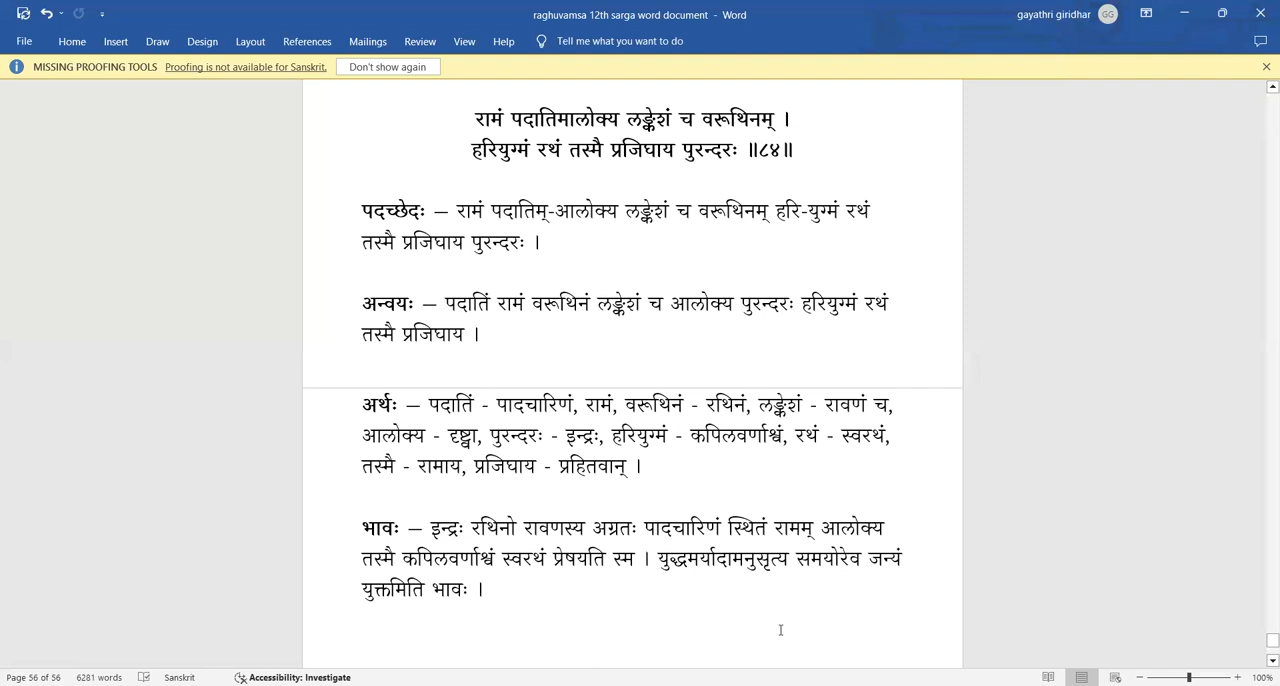 raghuvamsa 12th sarga word document - Word
gayathri giridhar GG
File Home Insert Draw Design Layout References Mailings Review View Help Tell me what you want to do
MISSING PROOFING TOOLS Proofing is not available for Sanskrit. Don't show again
रामं पदातिमालोक्य लङ्केशं च वरूथिनम् ।
हरियुग्मं रथं तस्मै प्रजिघाय पुरन्दरः ॥८४॥
पदच्छेदः – रामं पदातिम्-आलोक्य लङ्केशं च वरूथिनम् हरि-युग्मं रथं
तस्मै प्रजिघाय पुरन्दरः ।
अन्वयः – पदातिं रामं वरूथिनं लङ्केशं च आलोक्य पुरन्दरः हरियुग्मं रथं
तस्मै प्रजिघाय ।
अर्थः – पदातिं - पादचारिणं, रामं, वरूथिनं - रथिनं, लङ्केशं - रावणं च,
आलोक्य - दृष्ट्वा, पुरन्दरः - इन्द्रः, हरियुग्मं - कपिलवर्णाश्वं, रथं - स्वरथं,
तस्मै - रामाय, प्रजिघाय - प्रहितवान् ।
भावः – इन्द्रः रथिनो रावणस्य अग्रतः पादचारिणं स्थितं रामम् आलोक्य
तस्मै कपिलवर्णाश्वं स्वरथं प्रेषयति स्म । युद्धमर्यादामनुसृत्य समयोरेव जन्यं
युक्तमिति भावः ।
Page 56 of 56 6281 words Sanskrit Accessibility: Investigate 100%